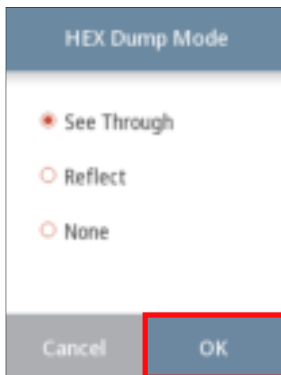 HEX Dump Mode
See Through
Reflect
None
Cancel
OK